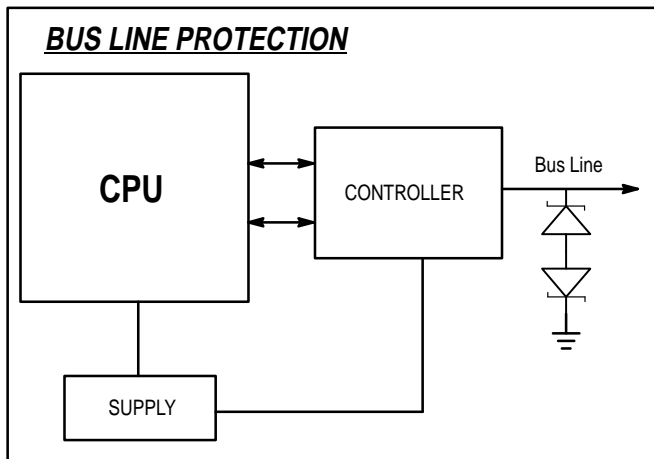 BUS LINE PROTECTION
CPU
CONTROLLER
Bus Line
SUPPLY